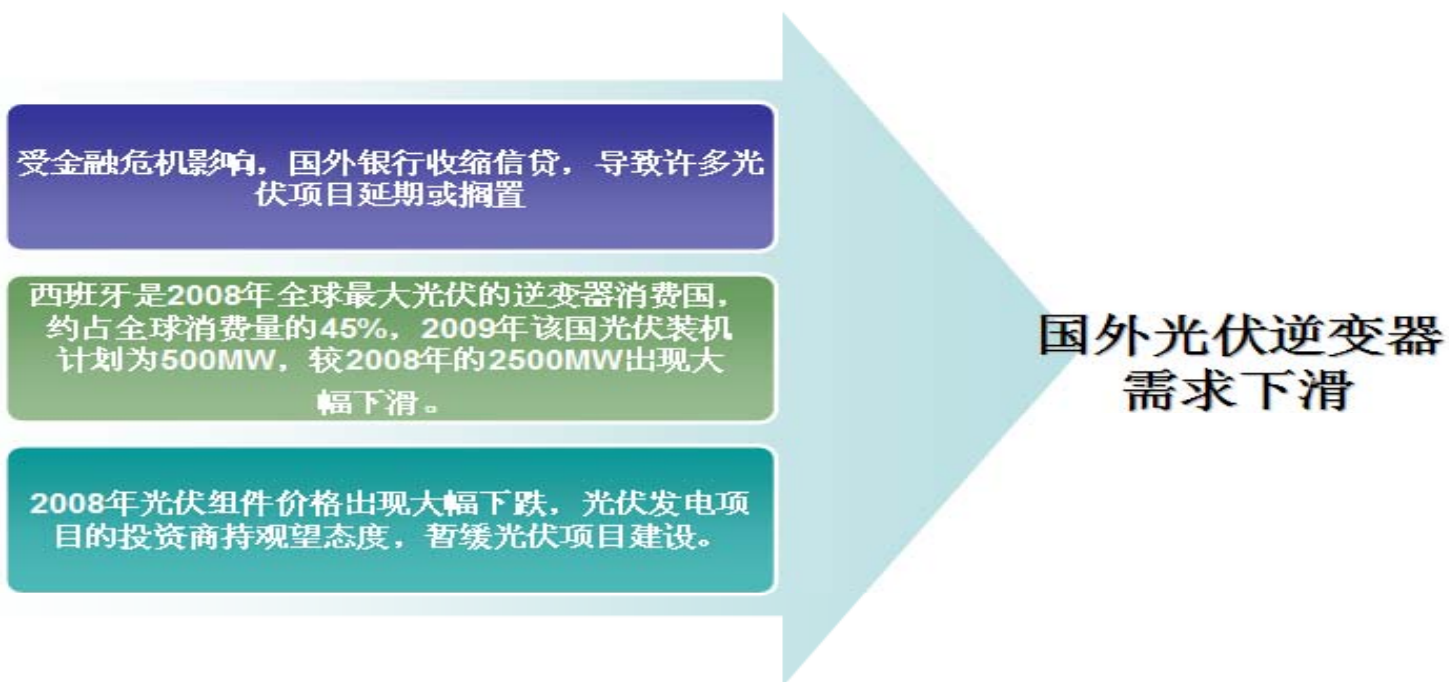 受金融危机影响，国外银行收缩信贷，导致许多光
伏项目延期或搁置
西班牙是2008年全球最大光伏的逆变器消费国，
约占全球消费量的45%，2009年该国光伏装机
计划为500MW，较2008年的2500MW出现大
幅下滑。
2008年光伏组件价格出现大幅下跌，光伏发电项
目的投资商持观望态度，暂缓光伏项目建设。
国外光伏逆变器
需求下滑